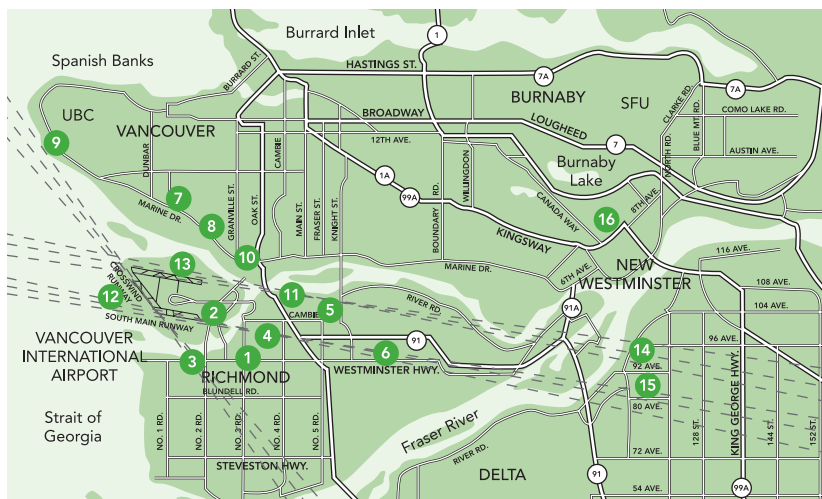 Burrard Inlet
1
Spanish Banks
BURRARD ST.
HASTINGS ST.
7A
BURNABY
SFU
CLARKE RD.
7A
UBC
VANCOUVER
BROADWAY
LOUGHEED
COMO LAKE RD.
BLUE MT. RD.
9
DUNBAR
12TH AVE.
CAMBIE
7
NORTH RD.
AUSTIN AVE.
Burnaby
Lake
1A
WILLINGDON
7
MARINE DR.
8
GRANVILLE ST.
OAK ST.
MAIN ST.
FRASER ST.
KNIGHT ST.
99A
BOUNDARY RD.
CANADA WAY
8TH AVE.
16
KINGSWAY
10
116 AVE.
13
CROSSWIND
RUNWAY
MARINE DR.
6TH AVE.
NEW
WESTMINSTER
108 AVE.
12
11
RIVER RD.
104 AVE.
SOUTH MAIN RUNWAY
2
CAMBIE
5
91A
4
91
96 AVE.
VANCOUVER
INTERNATIONAL
AIRPORT
3
1
6
14
92 AVE.
RICHMOND
WESTMINSTER HWY.
15
BLUNDELL RD.
80 AVE.
Strait of
Georgia
NO. 1 RD.
NO. 2 RD.
NO. 3 RD.
NO. 4 RD.
NO. 5 RD.
Fraser River
128 ST.
KING GEORGE HWY.
144 ST.
152 ST.
RIVER RD.
72 AVE.
STEVESTON HWY.
DELTA
91
54 AVE.
99A